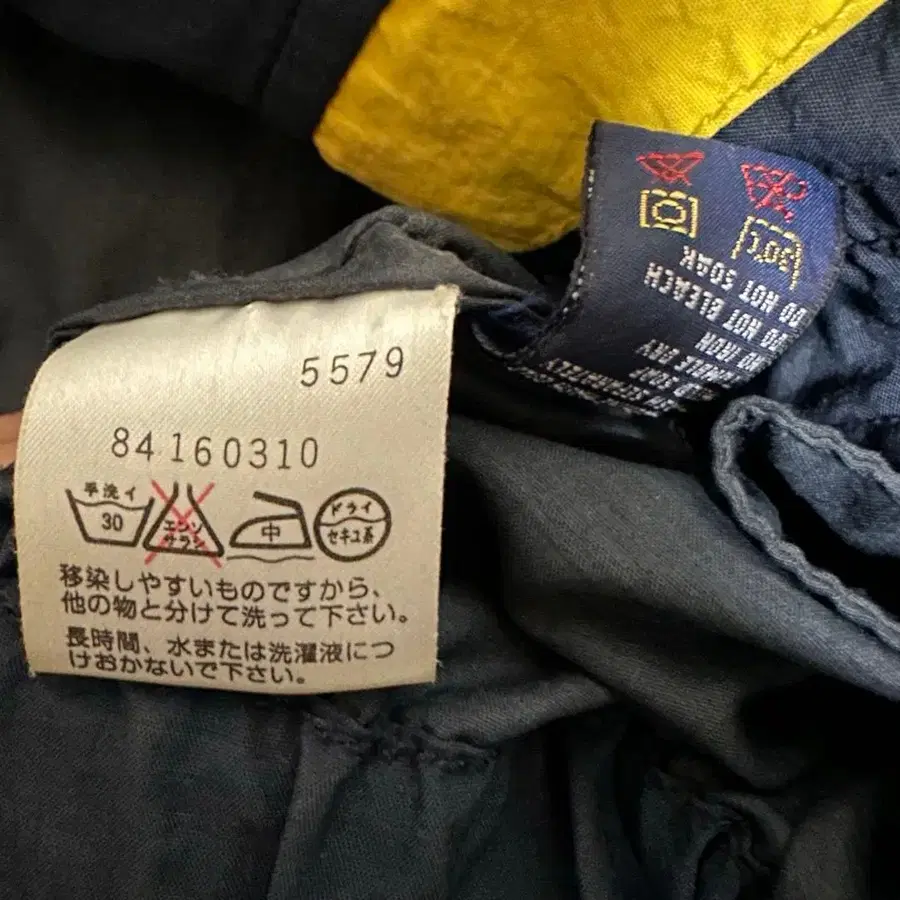 5579
84 160310
手洗イ
30
エンソ
サラシ
中
ドライ
セキユ系
移染しやすいものですから、
他の物と分けて洗って下さい。
長時間、水または洗濯液につ
けおかないで下さい。
30℃
DO NOT SOAK
DO NOT BLEACH
IRON
DRY